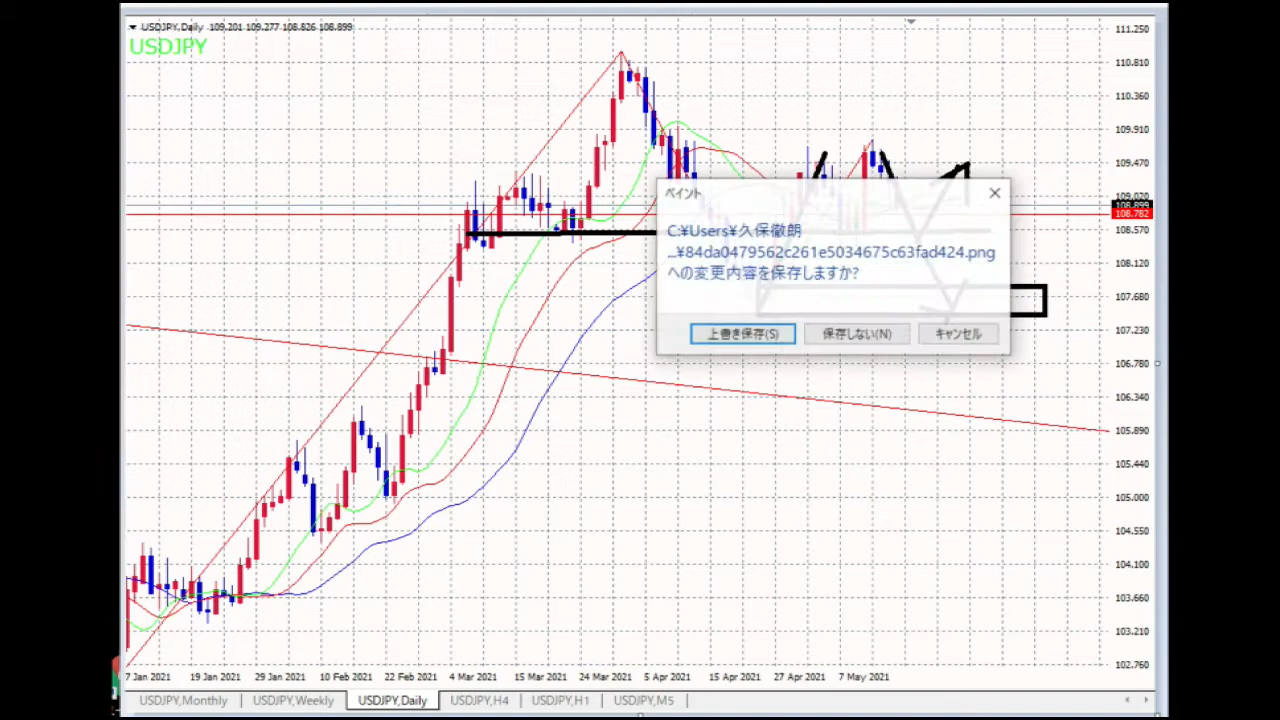 USDJPY,Daily 109.201 109.277 108.826 108.899
USDJPY
111.250
110.810
110.360
109.910
109.470
109.020
108.899
108.782
108.570
108.120
107.680
107.230
106.780
106.340
105.890
105.440
105.000
104.550
104.100
103.660
103.210
102.760
ペイント
C:¥Users¥久保徹朗
...¥84da0479562c261e5034675c63fad424.png
への変更内容を保存しますか?
上書き保存(S) 保存しない(N) キャンセル
7 Jan 2021 19 Jan 2021 29 Jan 2021 10 Feb 2021 22 Feb 2021 4 Mar 2021 15 Mar 2021 24 Mar 2021 5 Apr 2021 15 Apr 2021 27 Apr 2021 7 May 2021
USDJPY,Monthly USDJPY,Weekly USDJPY,Daily USDJPY,H4 USDJPY,H1 USDJPY,M5